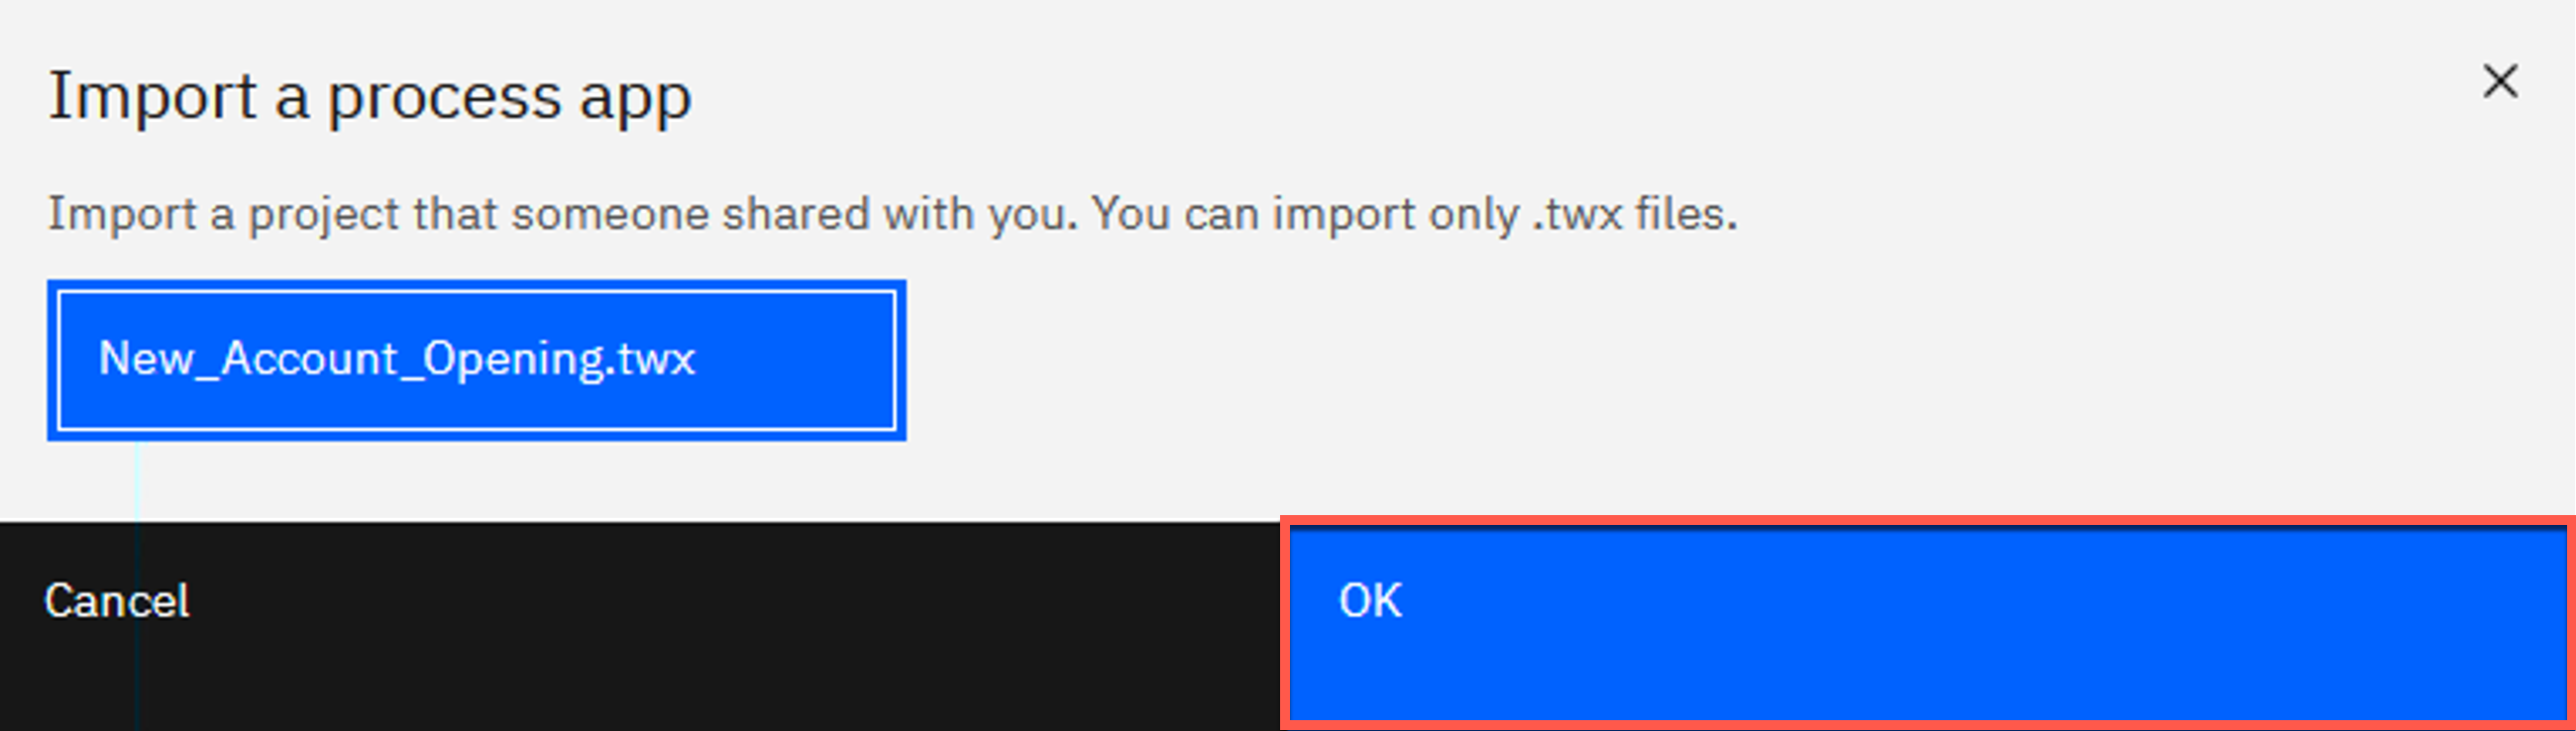 Import a process app
Import a project that someone shared with you. You can import only .twx files.
New_Account_Opening.twx
Cancel
OK